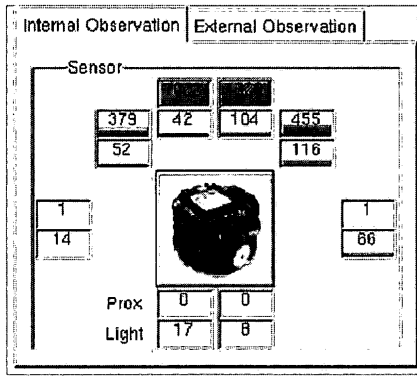 Internal Observation External Observation
Sensor
379 42 104 455
52 116
1 1
14 66
Prox 0 0
Light 17 8